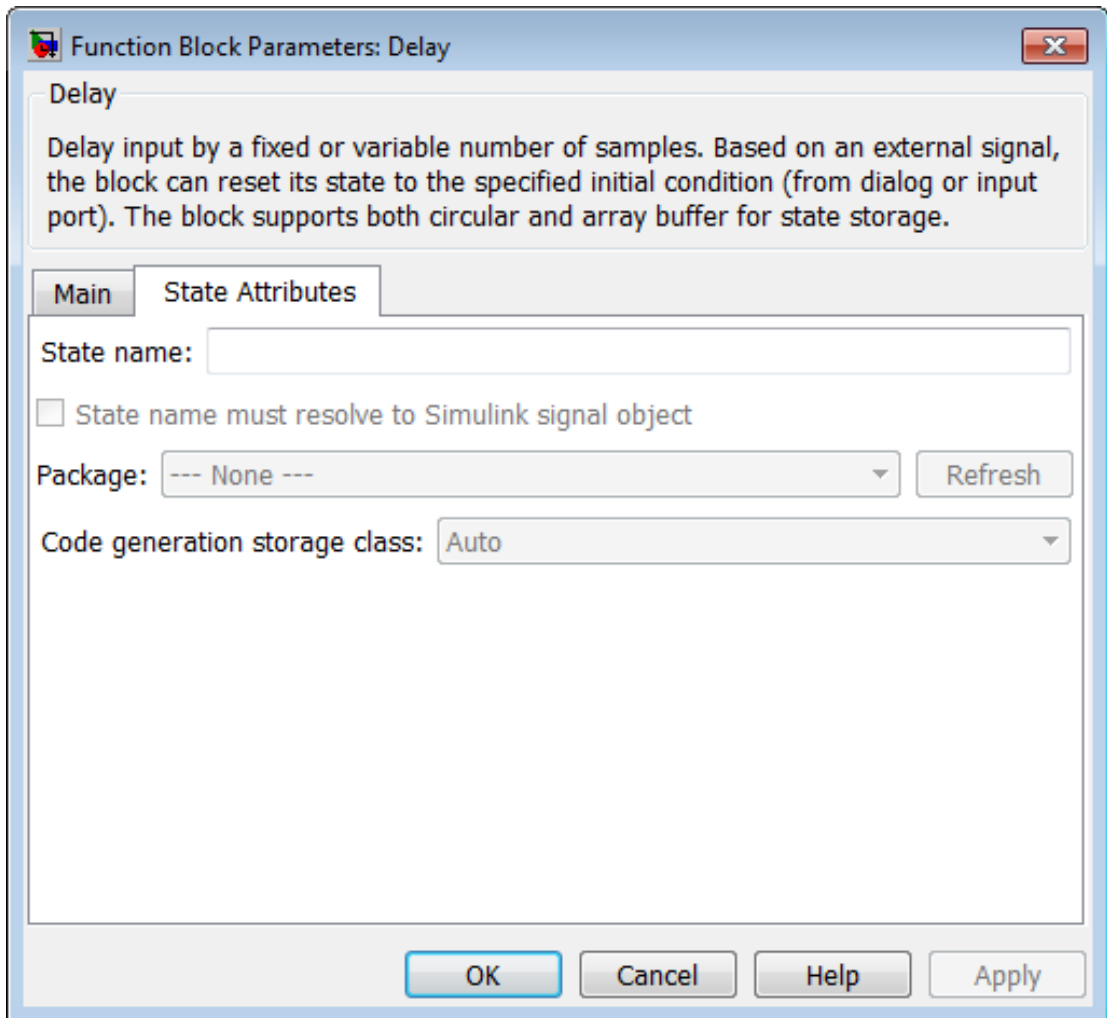 Function Block Parameters: Delay
Delay
Delay input by a fixed or variable number of samples. Based on an external signal,
the block can reset its state to the specified initial condition (from dialog or input
port). The block supports both circular and array buffer for state storage.
Main State Attributes
State name:
State name must resolve to Simulink signal object
Package: --- None --- Refresh
Code generation storage class: Auto
OK Cancel Help Apply